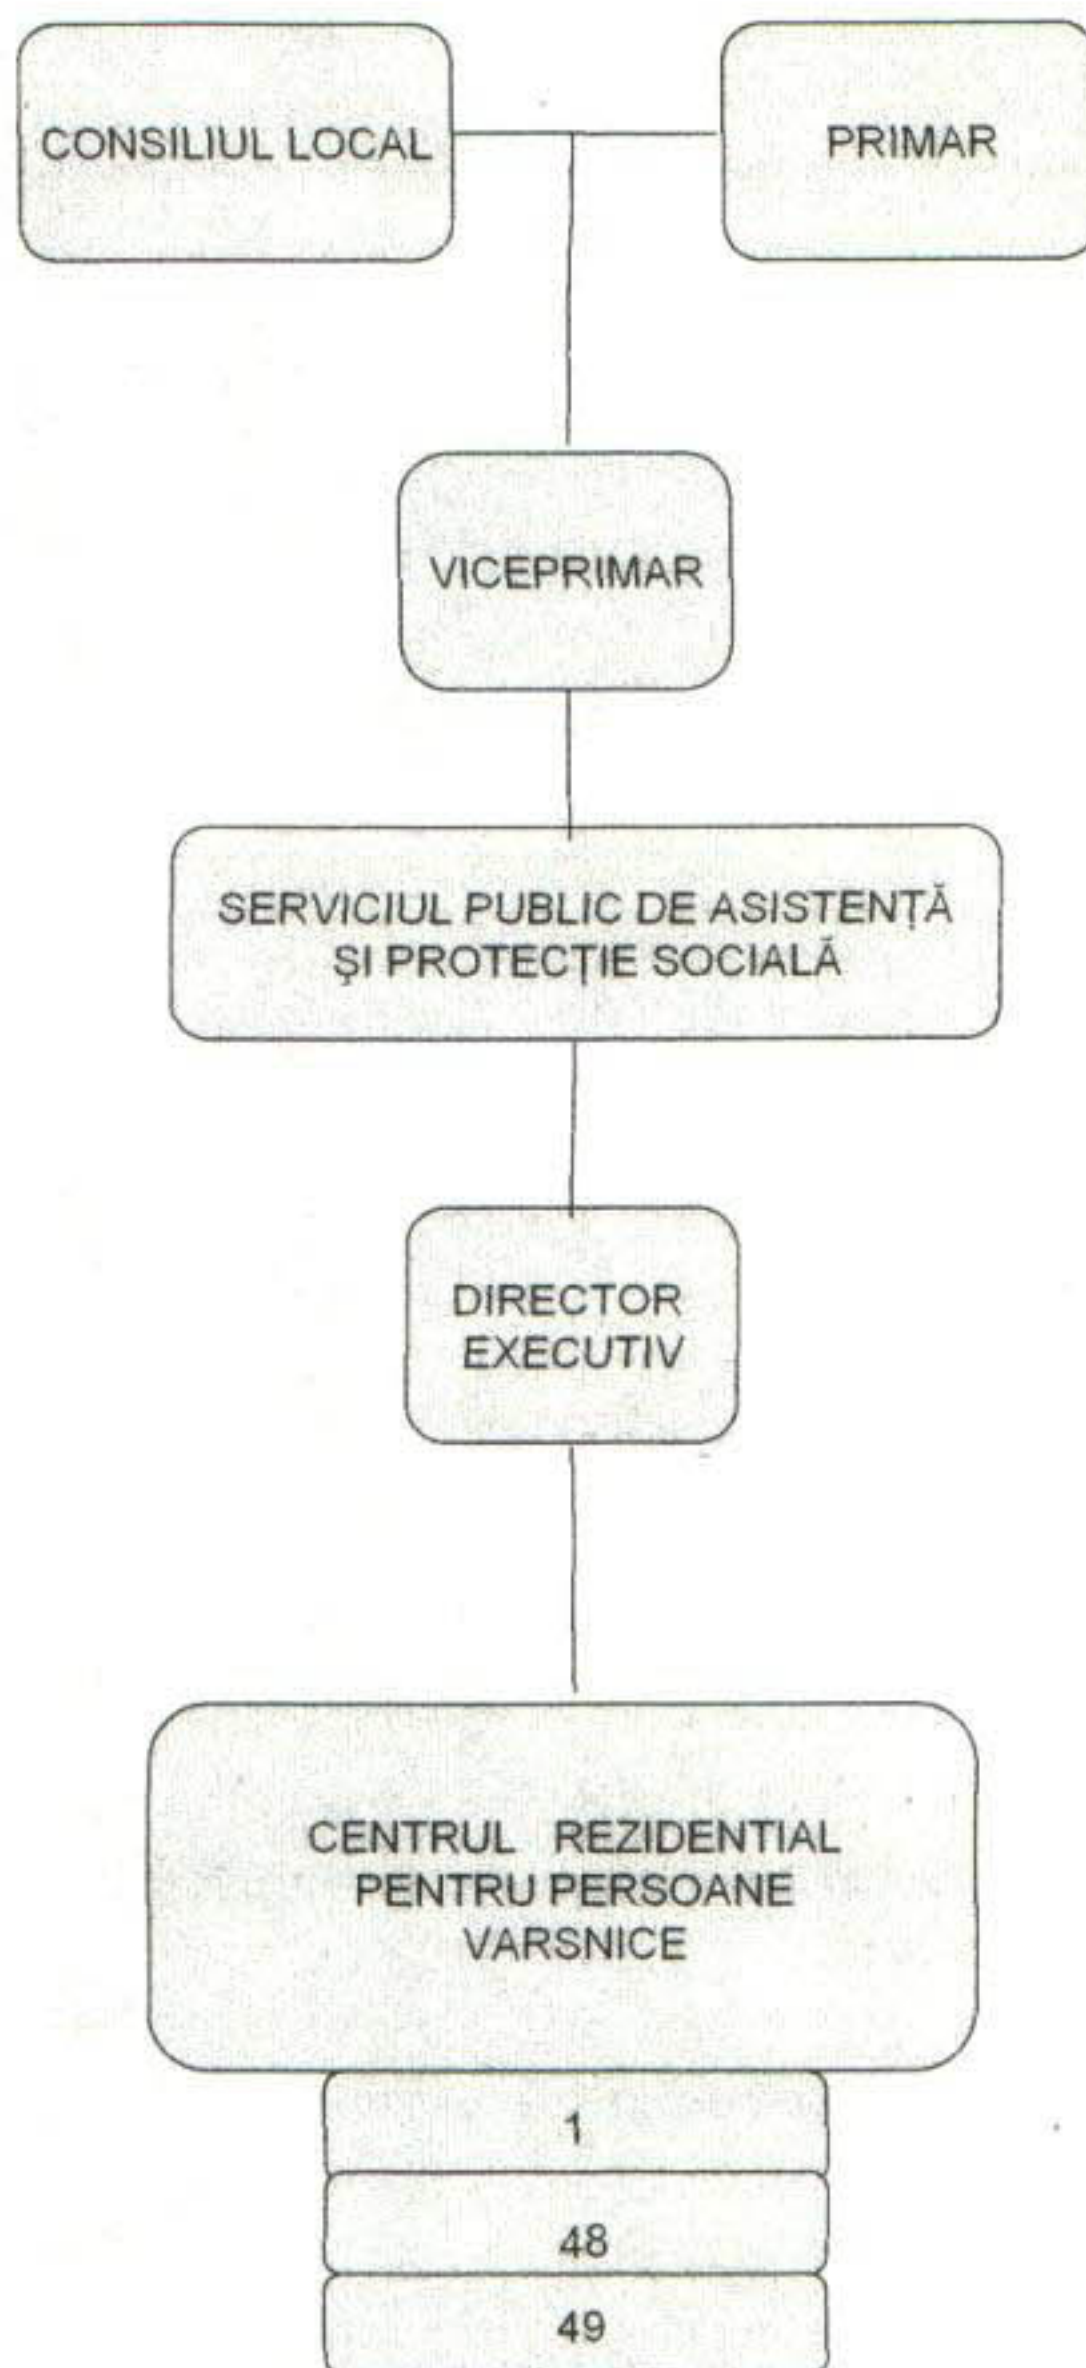 CONSILIUL LOCAL
PRIMAR
VICEPRIMAR
SERVICIUL PUBLIC DE ASISTENŢĂ
ŞI PROTECŢIE SOCIALĂ
DIRECTOR
EXECUTIV
CENTRUL REZIDENTIAL
PENTRU PERSOANE
VARSNICE
1
48
49